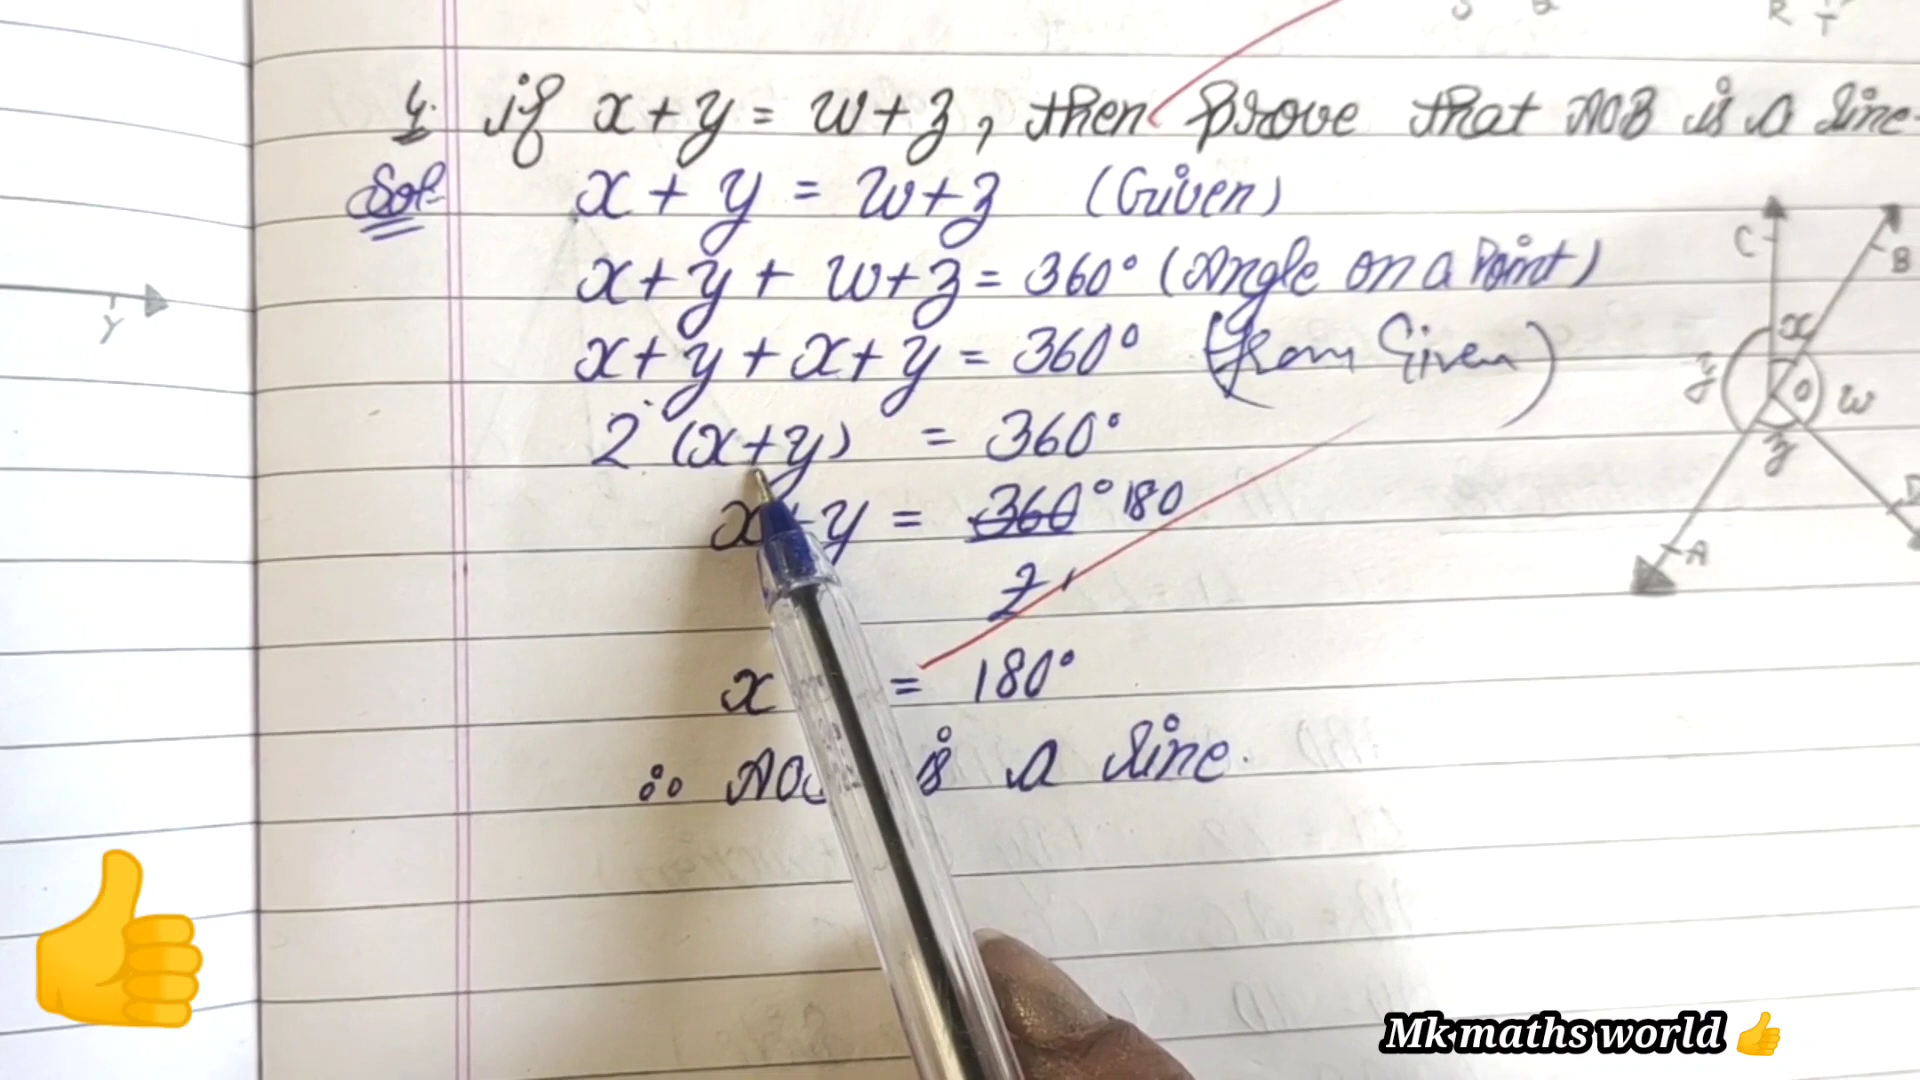 4. if x + y = w + z, then prove that AOB is a line.
Sol. x + y = w + z (Given)
x + y + w + z = 360° (Angle on a Point)
x + y + x + y = 360° (from Given)
2 (x + y) = 360°
x + y = 360° 180
2 1
x = 180°
∴ AO is a line.
Y
C
B
x
y
O
w
z
D
A
R T
Mk maths world 👍